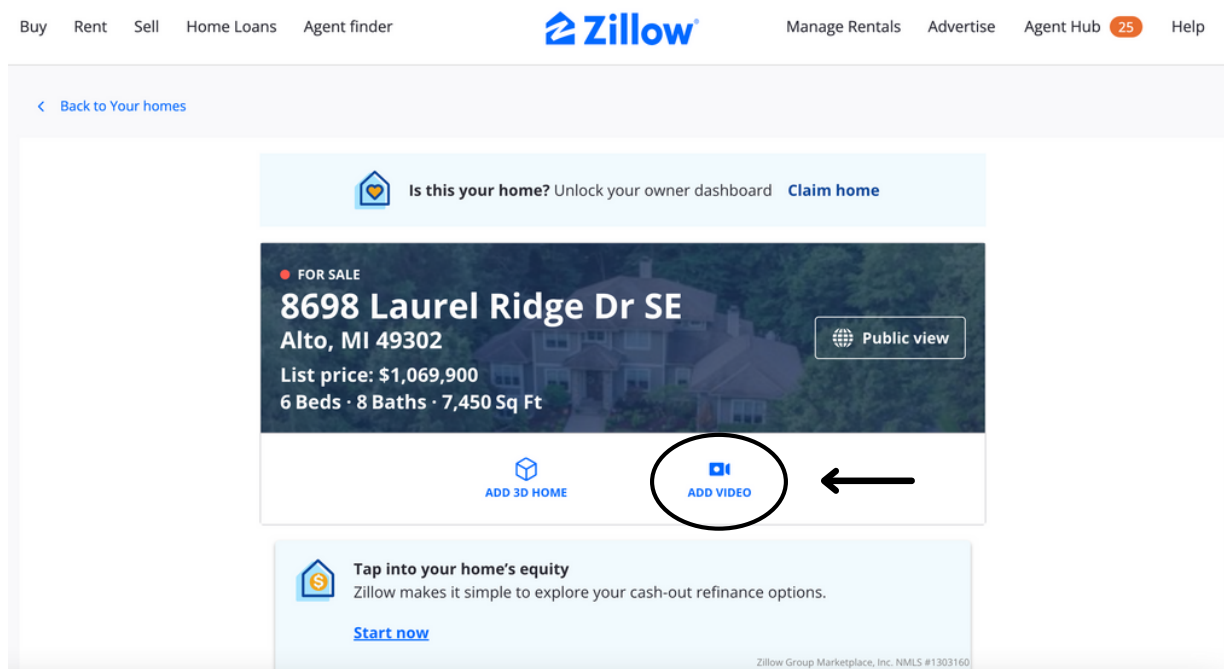 Buy Rent Sell Home Loans Agent finder Zillow Manage Rentals Advertise Agent Hub 25 Help
Back to Your homes
Is this your home? Unlock your owner dashboard Claim home
FOR SALE
8698 Laurel Ridge Dr SE
Alto, MI 49302
Public view
List price: $1,069,900
6 Beds · 8 Baths · 7,450 Sq Ft
ADD 3D HOME ADD VIDEO
Tap into your home’s equity
Zillow makes it simple to explore your cash-out refinance options.
Start now
Zillow Group Marketplace, Inc. NMLS #1303160